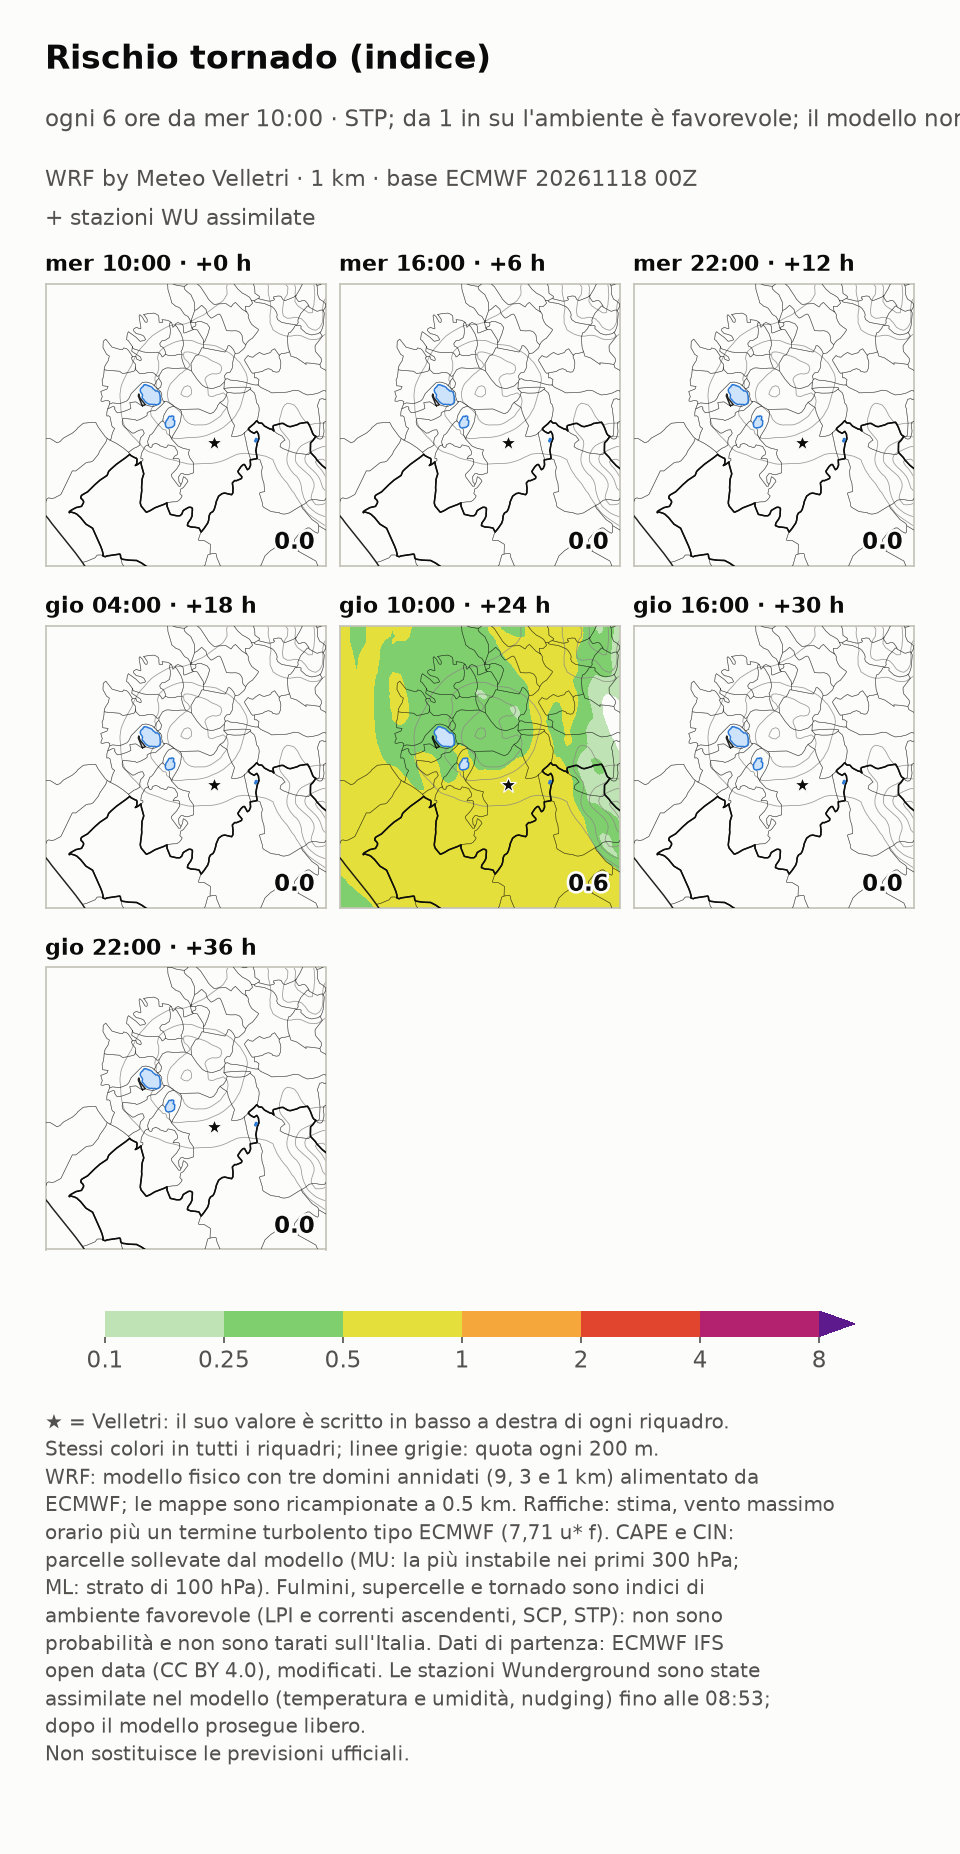 Rischio tornado (indice)
ogni 6 ore da mer 10:00 · STP; da 1 in su l'ambiente è favorevole; il modello non
WRF by Meteo Velletri · 1 km · base ECMWF 20261118 00Z
+ stazioni WU assimilate
mer 10:00 · +0 h
mer 16:00 · +6 h
mer 22:00 · +12 h
0.0
0.0
0.0
gio 04:00 · +18 h
gio 10:00 · +24 h
gio 16:00 · +30 h
0.0
0.6
0.0
gio 22:00 · +36 h
0.0
0.1 0.25 0.5 1 2 4 8
★ = Velletri: il suo valore è scritto in basso a destra di ogni riquadro.
Stessi colori in tutti i riquadri; linee grigie: quota ogni 200 m.
WRF: modello fisico con tre domini annidati (9, 3 e 1 km) alimentato da
ECMWF; le mappe sono ricampionate a 0.5 km. Raffiche: stima, vento massimo
orario più un termine turbolento tipo ECMWF (7,71 u* f). CAPE e CIN:
parcelle sollevate dal modello (MU: la più instabile nei primi 300 hPa;
ML: strato di 100 hPa). Fulmini, supercelle e tornado sono indici di
ambiente favorevole (LPI e correnti ascendenti, SCP, STP): non sono
probabilità e non sono tarati sull'Italia. Dati di partenza: ECMWF IFS
open data (CC BY 4.0), modificati. Le stazioni Wunderground sono state
assimilate nel modello (temperatura e umidità, nudging) fino alle 08:53;
dopo il modello prosegue libero.
Non sostituisce le previsioni ufficiali.